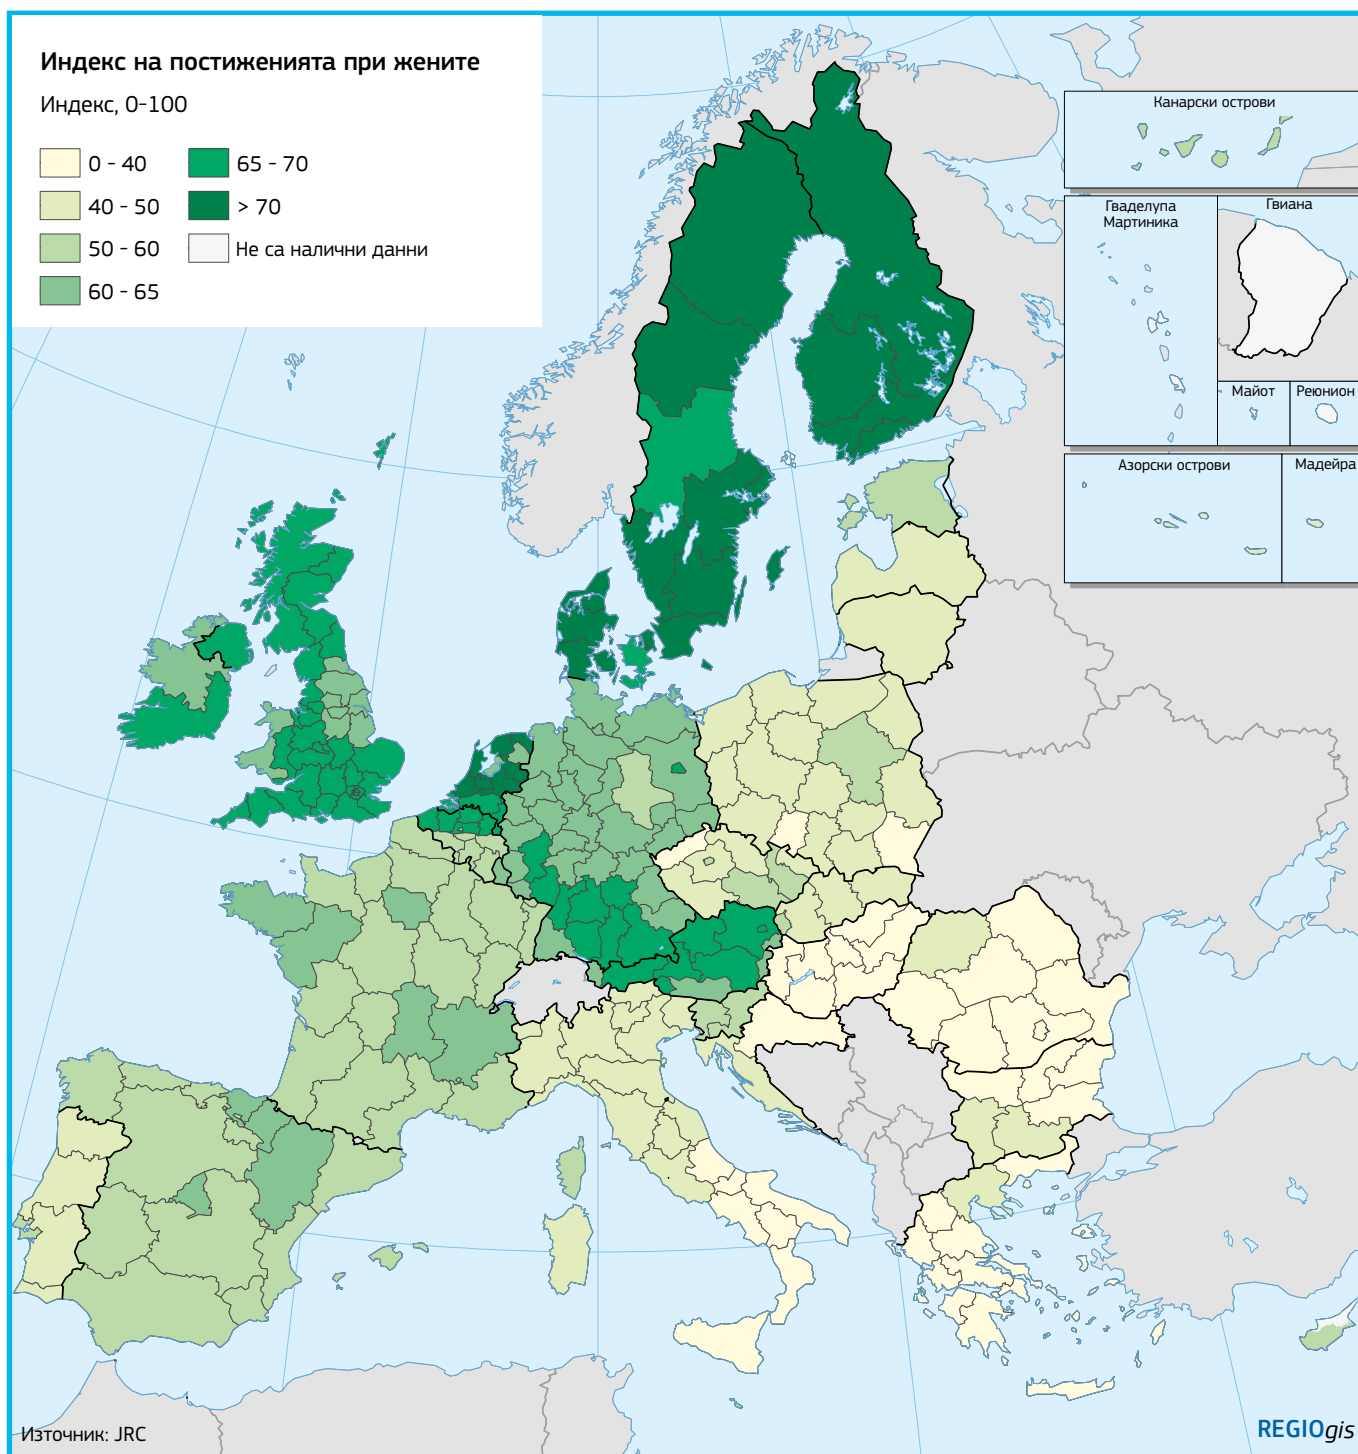 Индекс на постиженията при жените
Индекс, 0-100
0 - 40
40 - 50
50 - 60
60 - 65
65 - 70
> 70
Не са налични данни
Канарски острови
Гваделупа
Мартиника
Гвиана
Майот
Реюнион
Азорски острови
Мадейра
Източник: JRC
REGIOgis